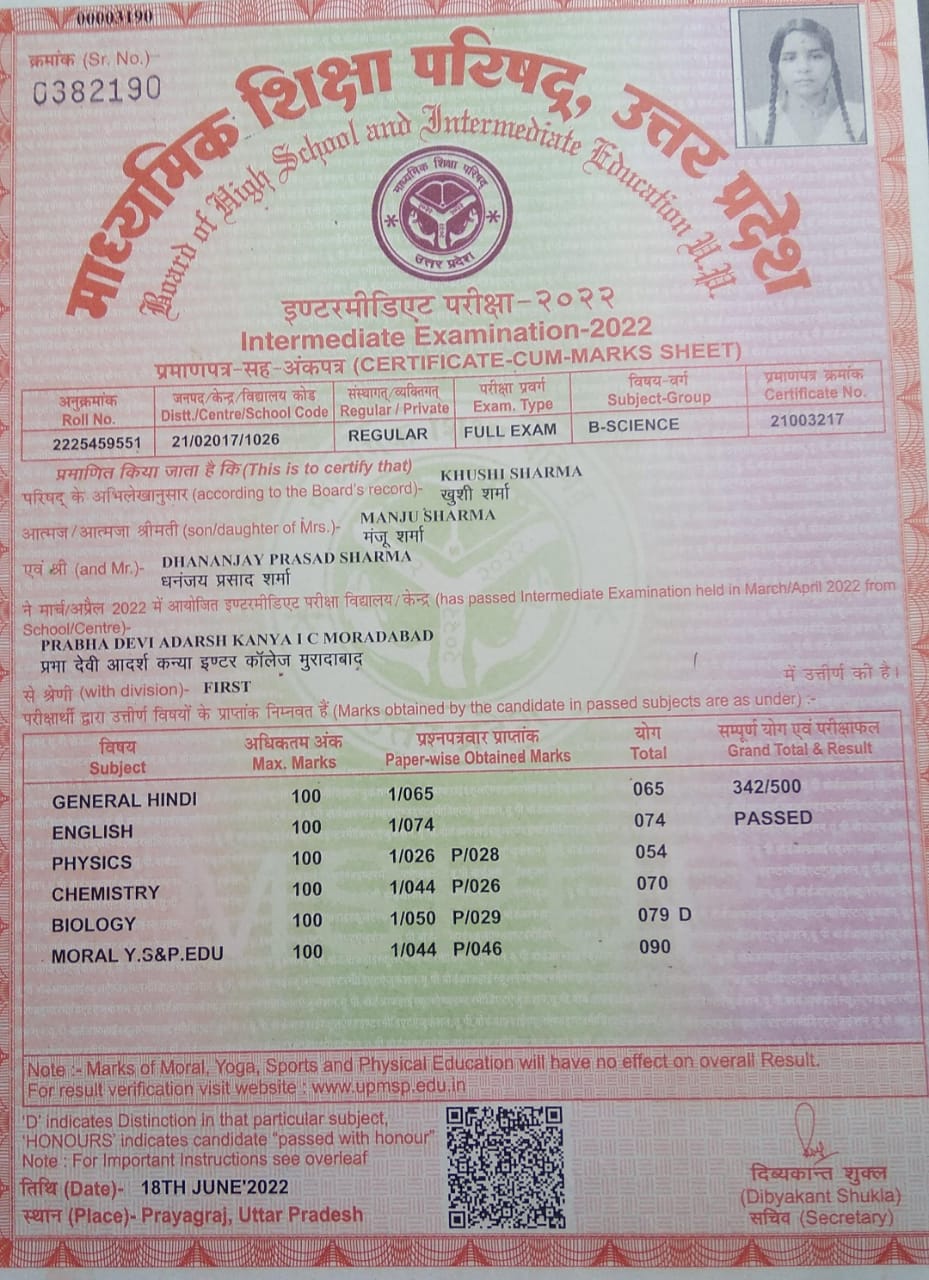 00003190
क्रमांक (Sr. No.)
0382190
माध्यमिक शिक्षा परिषद्, उत्तर प्रदेश
Board of High School and Intermediate Education U.P.
माध्यमिक शिक्षा परिषद्
उत्तर प्रदेश
इण्टरमीडिएट परीक्षा-२०२२
Intermediate Examination-2022
प्रमाणपत्र-सह-अंकपत्र (CERTIFICATE-CUM-MARKS SHEET)
अनुक्रमांक जनपद/केन्द्र/विद्यालय कोड संस्थागत/व्यक्तिगत परीक्षा प्रवर्ग विषय-वर्ग प्रमाणपत्र क्रमांक
Roll No. Distt./Centre/School Code Regular / Private Exam. Type Subject-Group Certificate No.
2225459551 21/02017/1026 REGULAR FULL EXAM B-SCIENCE 21003217
प्रमाणित किया जाता है कि (This is to certify that) KHUSHI SHARMA
परिषद् के अभिलेखानुसार (according to the Board's record)- खुशी शर्मा
MANJU SHARMA
आत्मज/आत्मजा श्रीमती (son/daughter of Mrs.)- मंजू शर्मा
एवं श्री (and Mr.)- DHANANJAY PRASAD SHARMA
धनंजय प्रसाद शर्मा
ने मार्च/अप्रैल 2022 में आयोजित इण्टरमीडिएट परीक्षा विद्यालय/केन्द्र (has passed Intermediate Examination held in March/April 2022 from
School/Centre)-
PRABHA DEVI ADARSH KANYA I C MORADABAD
प्रभा देवी आदर्श कन्या इण्टर कॉलेज मुरादाबाद
से श्रेणी (with division)- FIRST में उत्तीर्ण की है।
परीक्षार्थी द्वारा उत्तीर्ण विषयों के प्राप्तांक निम्नवत हैं (Marks obtained by the candidate in passed subjects are as under) :-
विषय अधिकतम अंक प्रश्नपत्रवार प्राप्तांक योग सम्पूर्ण योग एवं परीक्षाफल
Subject Max. Marks Paper-wise Obtained Marks Total Grand Total & Result
GENERAL HINDI 100 1/065 065 342/500
ENGLISH 100 1/074 074 PASSED
PHYSICS 100 1/026 P/028 054
CHEMISTRY 100 1/044 P/026 070
BIOLOGY 100 1/050 P/029 079 D
MORAL Y.S&P.EDU 100 1/044 P/046 090
Note :- Marks of Moral, Yoga, Sports and Physical Education will have no effect on overall Result.
For result verification visit website : www.upmsp.edu.in
'D' indicates Distinction in that particular subject,
'HONOURS' indicates candidate "passed with honour"
Note : For Important Instructions see overleaf
तिथि (Date)- 18TH JUNE'2022
स्थान (Place)- Prayagraj, Uttar Pradesh
दिव्यकान्त शुक्ल
(Dibyakant Shukla)
सचिव (Secretary)